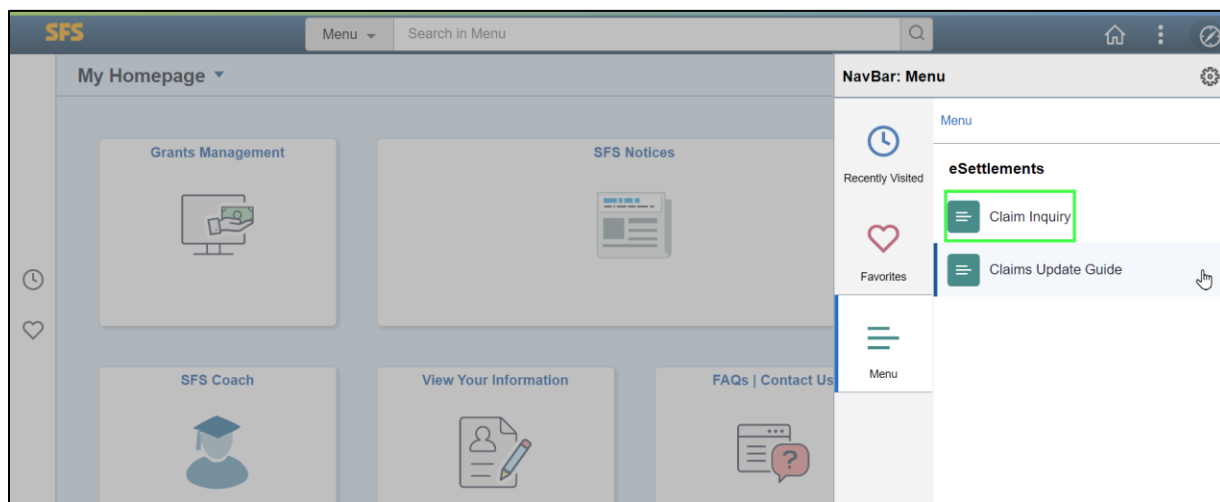 SFS
Menu
Search in Menu
My Homepage
NavBar: Menu
Menu
Recently Visited
eSettlements
Claim Inquiry
Favorites
Claims Update Guide
Menu
Grants Management
SFS Notices
SFS Coach
View Your Information
FAQs | Contact Us
?